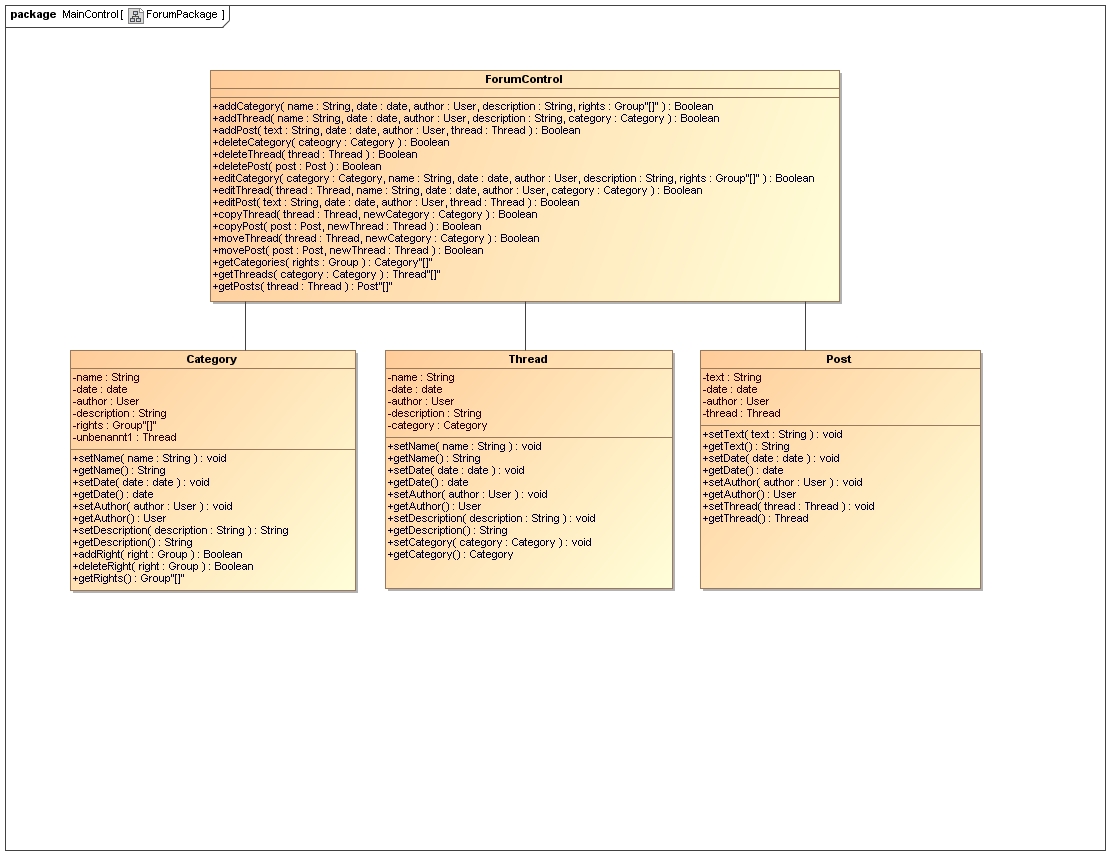 package MainControl[ ForumPackage ]
ForumControl
+addCategory( name : String, date : date, author : User, description : String, rights : Group"[]" ) : Boolean
+addThread( name : String, date : date, author : User, description : String, category : Category ) : Boolean
+addPost( text : String, date : date, author : User, thread : Thread ) : Boolean
+deleteCategory( cateogry : Category ) : Boolean
+deleteThread( thread : Thread ) : Boolean
+deletePost( post : Post ) : Boolean
+editCategory( category : Category, name : String, date : date, author : User, description : String, rights : Group"[]" ) : Boolean
+editThread( thread : Thread, name : String, date : date, author : User, category : Category ) : Boolean
+editPost( text : String, date : date, author : User, thread : Thread ) : Boolean
+copyThread( thread : Thread, newCategory : Category ) : Boolean
+copyPost( post : Post, newThread : Thread ) : Boolean
+moveThread( thread : Thread, newCategory : Category ) : Boolean
+movePost( post : Post, newThread : Thread ) : Boolean
+getCategories( rights : Group ) : Category"[]"
+getThreads( category : Category ) : Thread"[]"
+getPosts( thread : Thread ) : Post"[]"
Category
-name : String
-date : date
-author : User
-description : String
-rights : Group"[]"
-unbenannt1 : Thread
+setName( name : String ) : void
+getName() : String
+setDate( date : date ) : void
+getDate() : date
+setAuthor( author : User ) : void
+getAuthor() : User
+setDescription( description : String ) : String
+getDescription() : String
+addRight( right : Group ) : Boolean
+deleteRight( right : Group ) : Boolean
+getRights() : Group"[]"
Thread
-name : String
-date : date
-author : User
-description : String
-category : Category
+setName( name : String ) : void
+getName() : String
+setDate( date : date ) : void
+getDate() : date
+setAuthor( author : User ) : void
+getAuthor() : User
+setDescription( description : String ) : void
+getDescription() : String
+setCategory( category : Category ) : void
+getCategory() : Category
Post
-text : String
-date : date
-author : User
-thread : Thread
+setText( text : String ) : void
+getText() : String
+setDate( date : date ) : void
+getDate() : date
+setAuthor( author : User ) : void
+getAuthor() : User
+setThread( thread : Thread ) : void
+getThread() : Thread